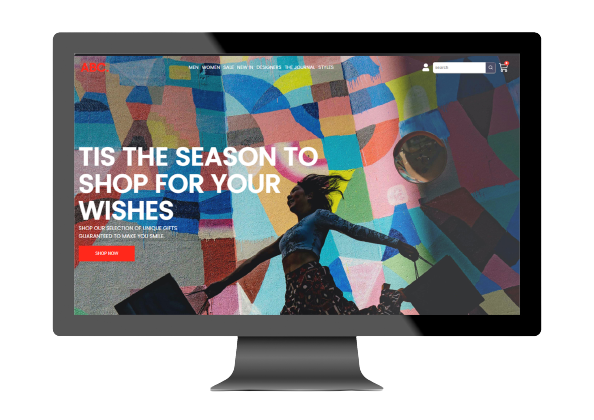 ABC.
MEN WOMEN SALE NEW IN DESIGNERS THE JOURNAL STYLES
TIS THE SEASON TO
SHOP FOR YOUR
WISHES
SHOP OUR SELECTION OF UNIQUE GIFTS
GUARANTEED TO MAKE YOU SMILE.
SHOP NOW